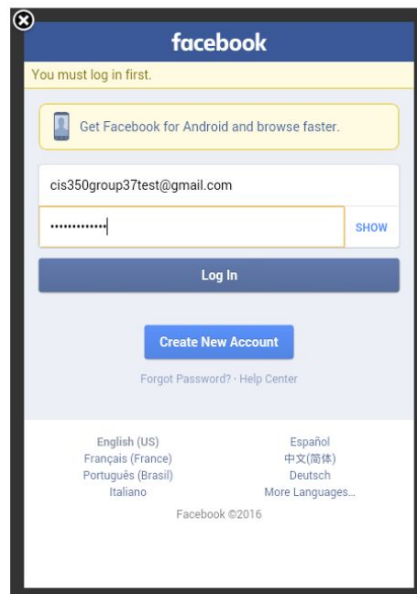 facebook
You must log in first.
Get Facebook for Android and browse faster.
cis350group37test@gmail.com
•••••••••••••
SHOW
Log In
Create New Account
Forgot Password? · Help Center
English (US) Español
Français (France) 中文(简体)
Português (Brasil) Deutsch
Italiano More Languages...
Facebook ©2016